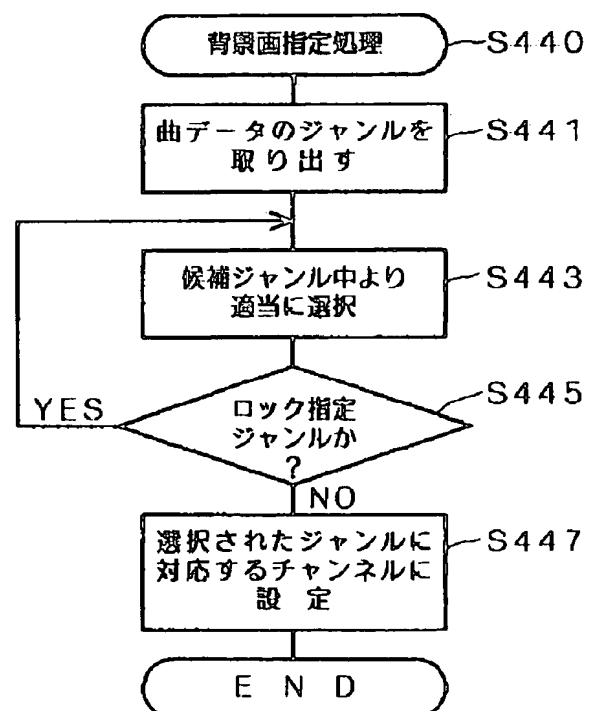 背景画指定処理
S440
曲データのジャンルを
取り出す
S441
候補ジャンル中より
適当に選択
S443
ロック指定
ジャンルか
?
S445
YES
NO
選択されたジャンルに
対応するチャンネルに
設 定
S447
E N D